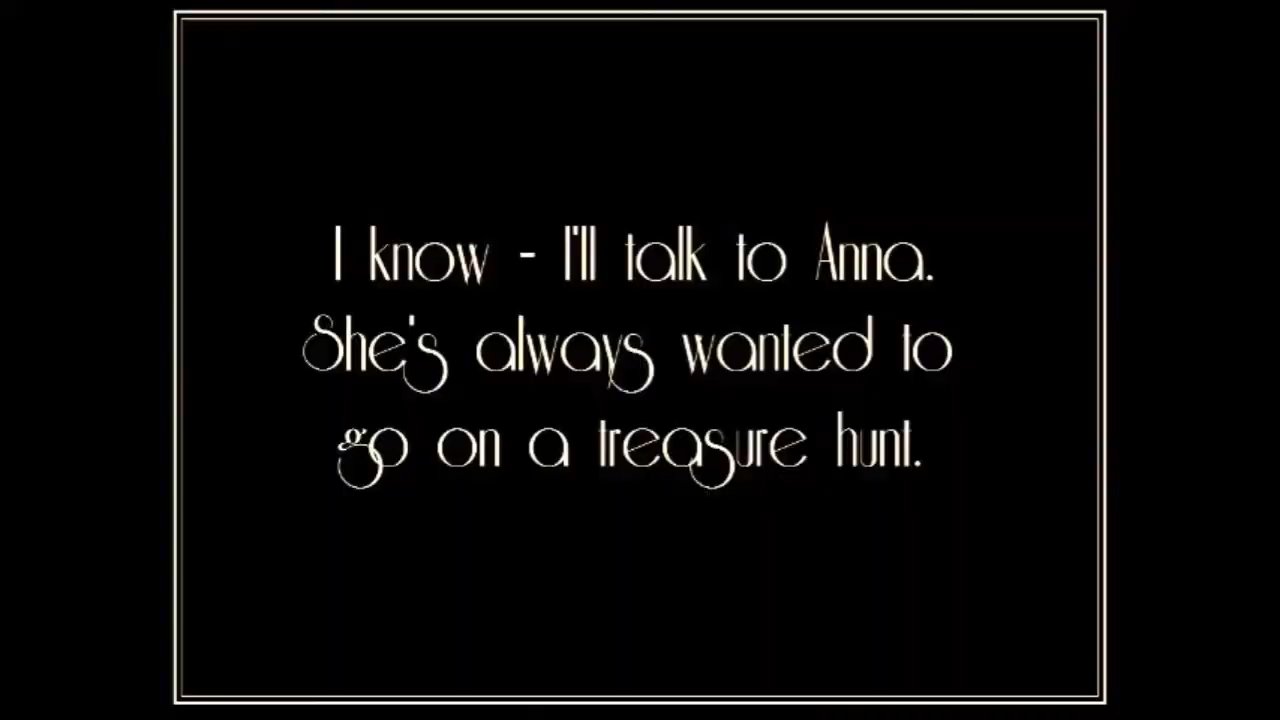 I know - I'll talk to Anna.
She's always wanted to
go on a treasure hunt.